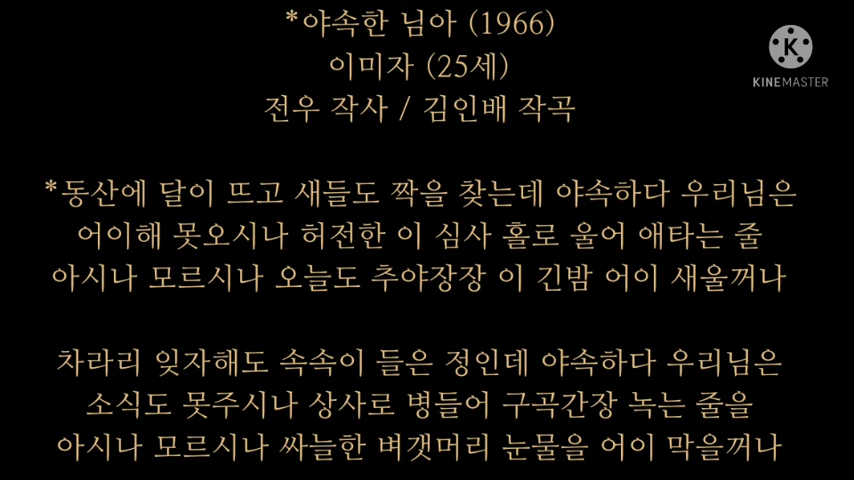 *야속한 님아 (1966)
이미자 (25세)
전우 작사 / 김인배 작곡
K
KINEMASTER
*동산에 달이 뜨고 새들도 짝을 찾는데 야속하다 우리님은
어이해 못오시나 허전한 이 심사 홀로 울어 애타는 줄
아시나 모르시나 오늘도 추야장장 이 긴밤 어이 새울꺼나
차라리 잊자해도 속속이 들은 정인데 야속하다 우리님은
소식도 못주시나 상사로 병들어 구곡간장 녹는 줄을
아시나 모르시나 싸늘한 벼갯머리 눈물을 어이 막을꺼나